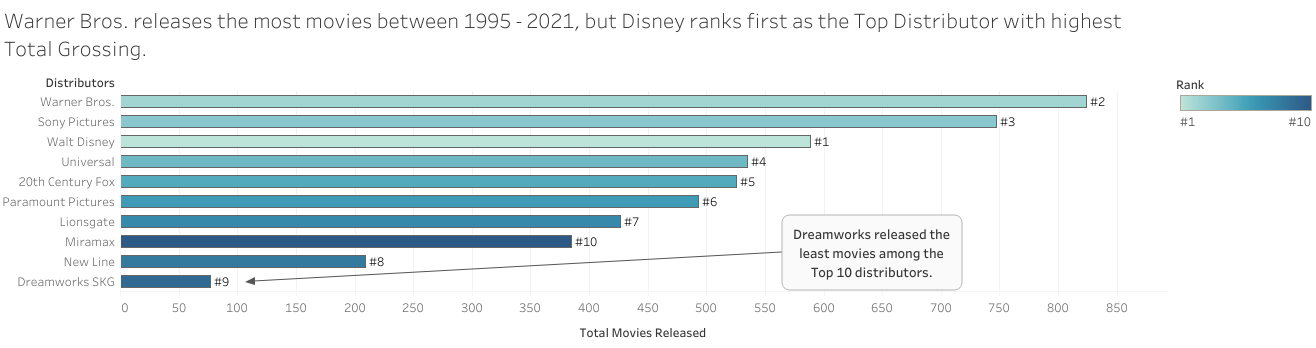 Warner Bros. releases the most movies between 1995 - 2021, but Disney ranks first as the Top Distributor with highest
Total Grossing.
Distributors
Warner Bros.
#2
Sony Pictures
#3
Walt Disney
#1
Universal
#4
20th Century Fox
#5
Paramount Pictures
#6
Lionsgate
#7
Miramax
#10
New Line
#8
Dreamworks SKG
#9
Dreamworks released the
least movies among the
Top 10 distributors.
0 50 100 150 200 250 300 350 400 450 500 550 600 650 700 750 800 850
Total Movies Released
Rank
#1 #10